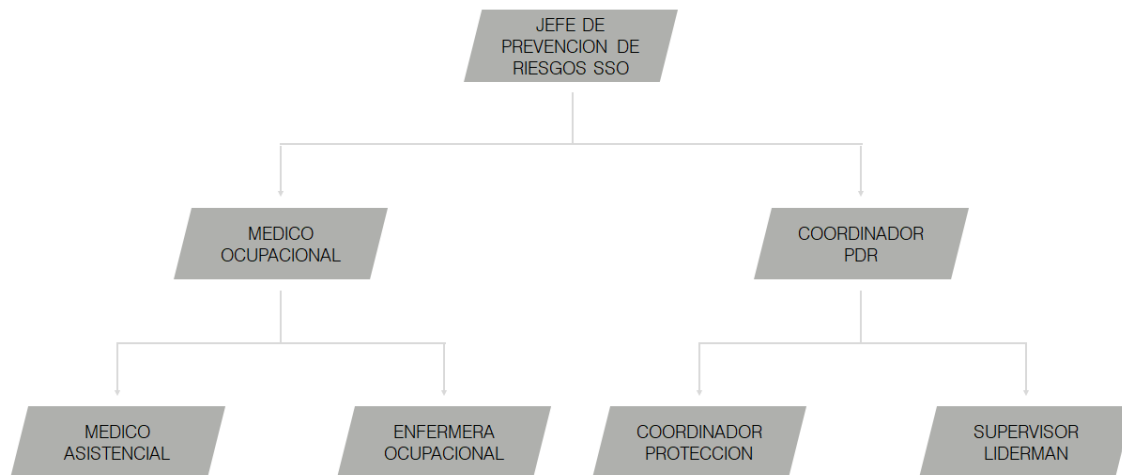 JEFE DE
PREVENCION DE
RIESGOS SSO
MEDICO
OCUPACIONAL
COORDINADOR
PDR
MEDICO
ASISTENCIAL
ENFERMERA
OCUPACIONAL
COORDINADOR
PROTECCION
SUPERVISOR
LIDERMAN